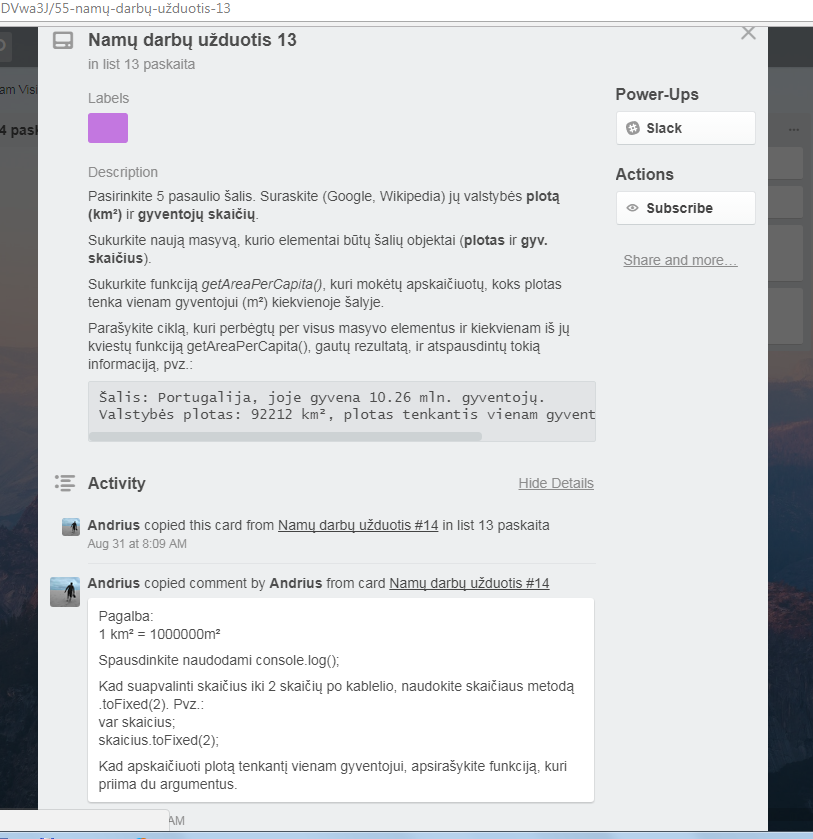 DVwa3J/55-namų-darbų-užduotis-13
Namų darbų užduotis 13
in list 13 paskaita
Labels
Description
Pasirinkite 5 pasaulio šalis. Suraskite (Google, Wikipedia) jų valstybės plotą
(km²) ir gyventojų skaičių.
Sukurkite naują masyvą, kurio elementai būtų šalių objektai (plotas ir gyv.
skaičius).
Sukurkite funkciją getAreaPerCapita(), kuri mokėtų apskaičiuotų, koks plotas
tenka vienam gyventojui (m²) kiekvienoje šalyje.
Parašykite ciklą, kuri perbėgtų per visus masyvo elementus ir kiekvienam iš jų
kviestų funkciją getAreaPerCapita(), gautų rezultatą, ir atspausdintų tokią
informaciją, pvz.:
Šalis: Portugalija, joje gyvena 10.26 mln. gyventojų.
Valstybės plotas: 92212 km², plotas tenkantis vienam gyvent
Activity
Hide Details
Andrius copied this card from Namų darbų užduotis #14 in list 13 paskaita
Aug 31 at 8:09 AM
Andrius copied comment by Andrius from card Namų darbų užduotis #14
Pagalba:
1 km² = 1000000m²
Spausdinkite naudodami console.log();
Kad suapvalinti skaičius iki 2 skaičių po kablelio, naudokite skaičiaus metodą
.toFixed(2). Pvz.:
var skaicius;
skaicius.toFixed(2);
Kad apskaičiuoti plotą tenkantį vienam gyventojui, apsirašykite funkciją, kuri
priima du argumentus.
AM
Power-Ups
Slack
Actions
Subscribe
Share and more…
am Visi
4 pask